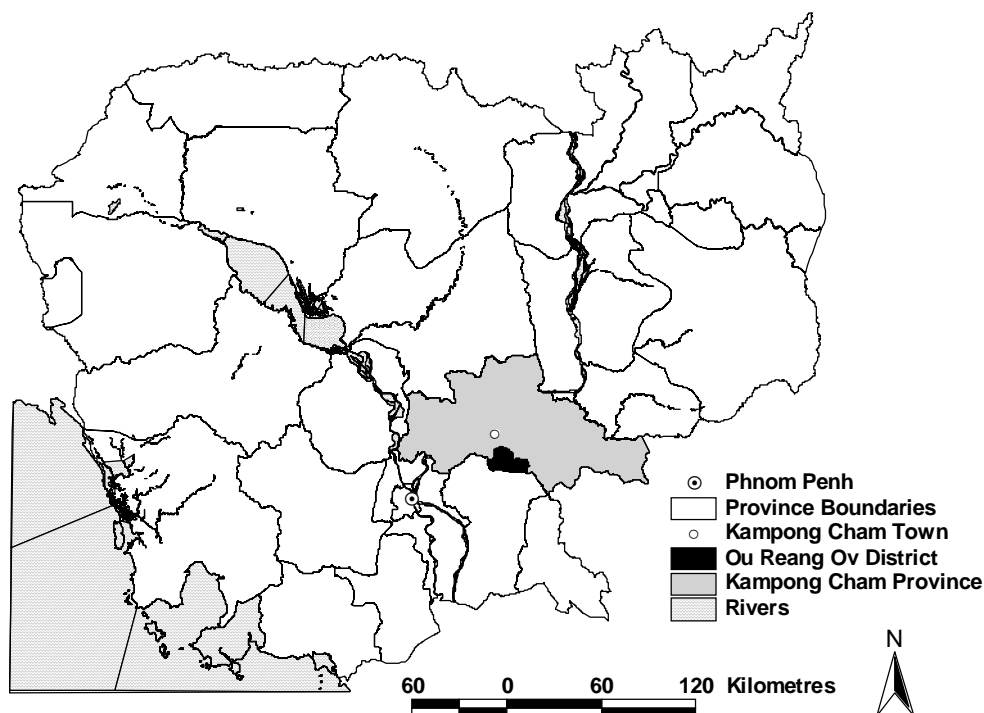 Phnom Penh
Province Boundaries
Kampong Cham Town
Ou Reang Ov District
Kampong Cham Province
Rivers
N
60 0 60 120 Kilometres